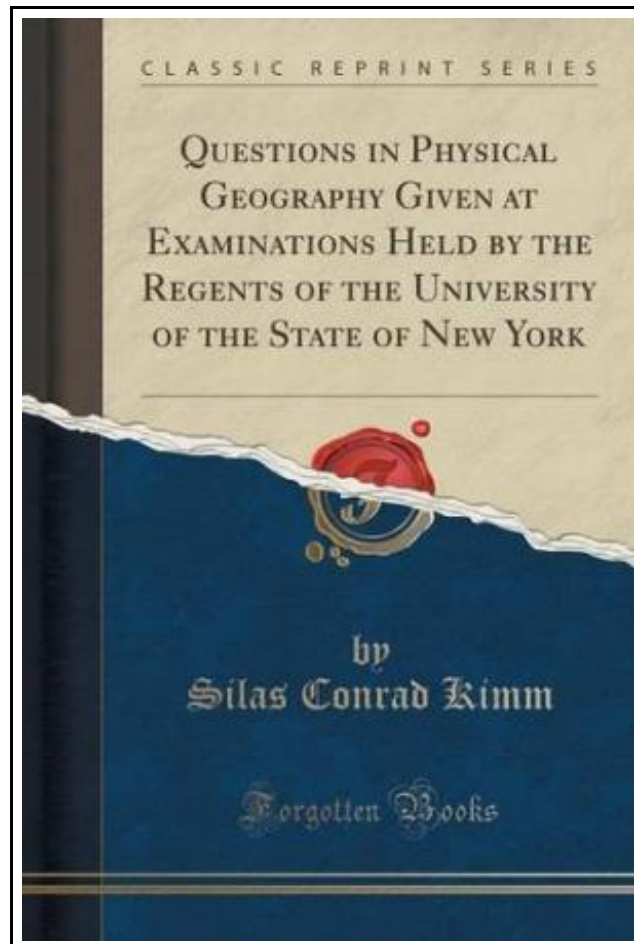 CLASSIC REPRINT SERIES
QUESTIONS IN PHYSICAL
GEOGRAPHY GIVEN AT
EXAMINATIONS HELD BY THE
REGENTS OF THE UNIVERSITY
OF THE STATE OF NEW YORK
F
by
Silas Conrad Kimm
Forgotten Books